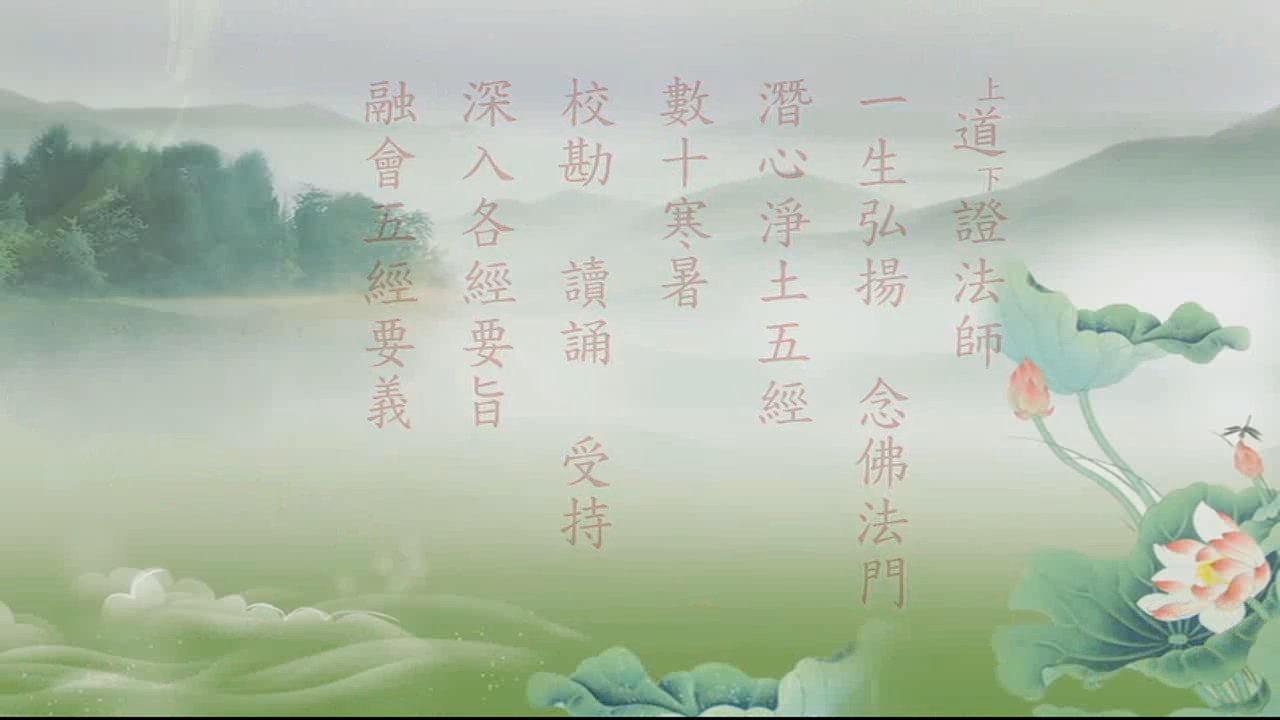 上道下證法師
一生弘揚 念佛法門
潛心淨土五經
數十寒暑
校勘 讀誦 受持
深入各經要旨
融會五經要義